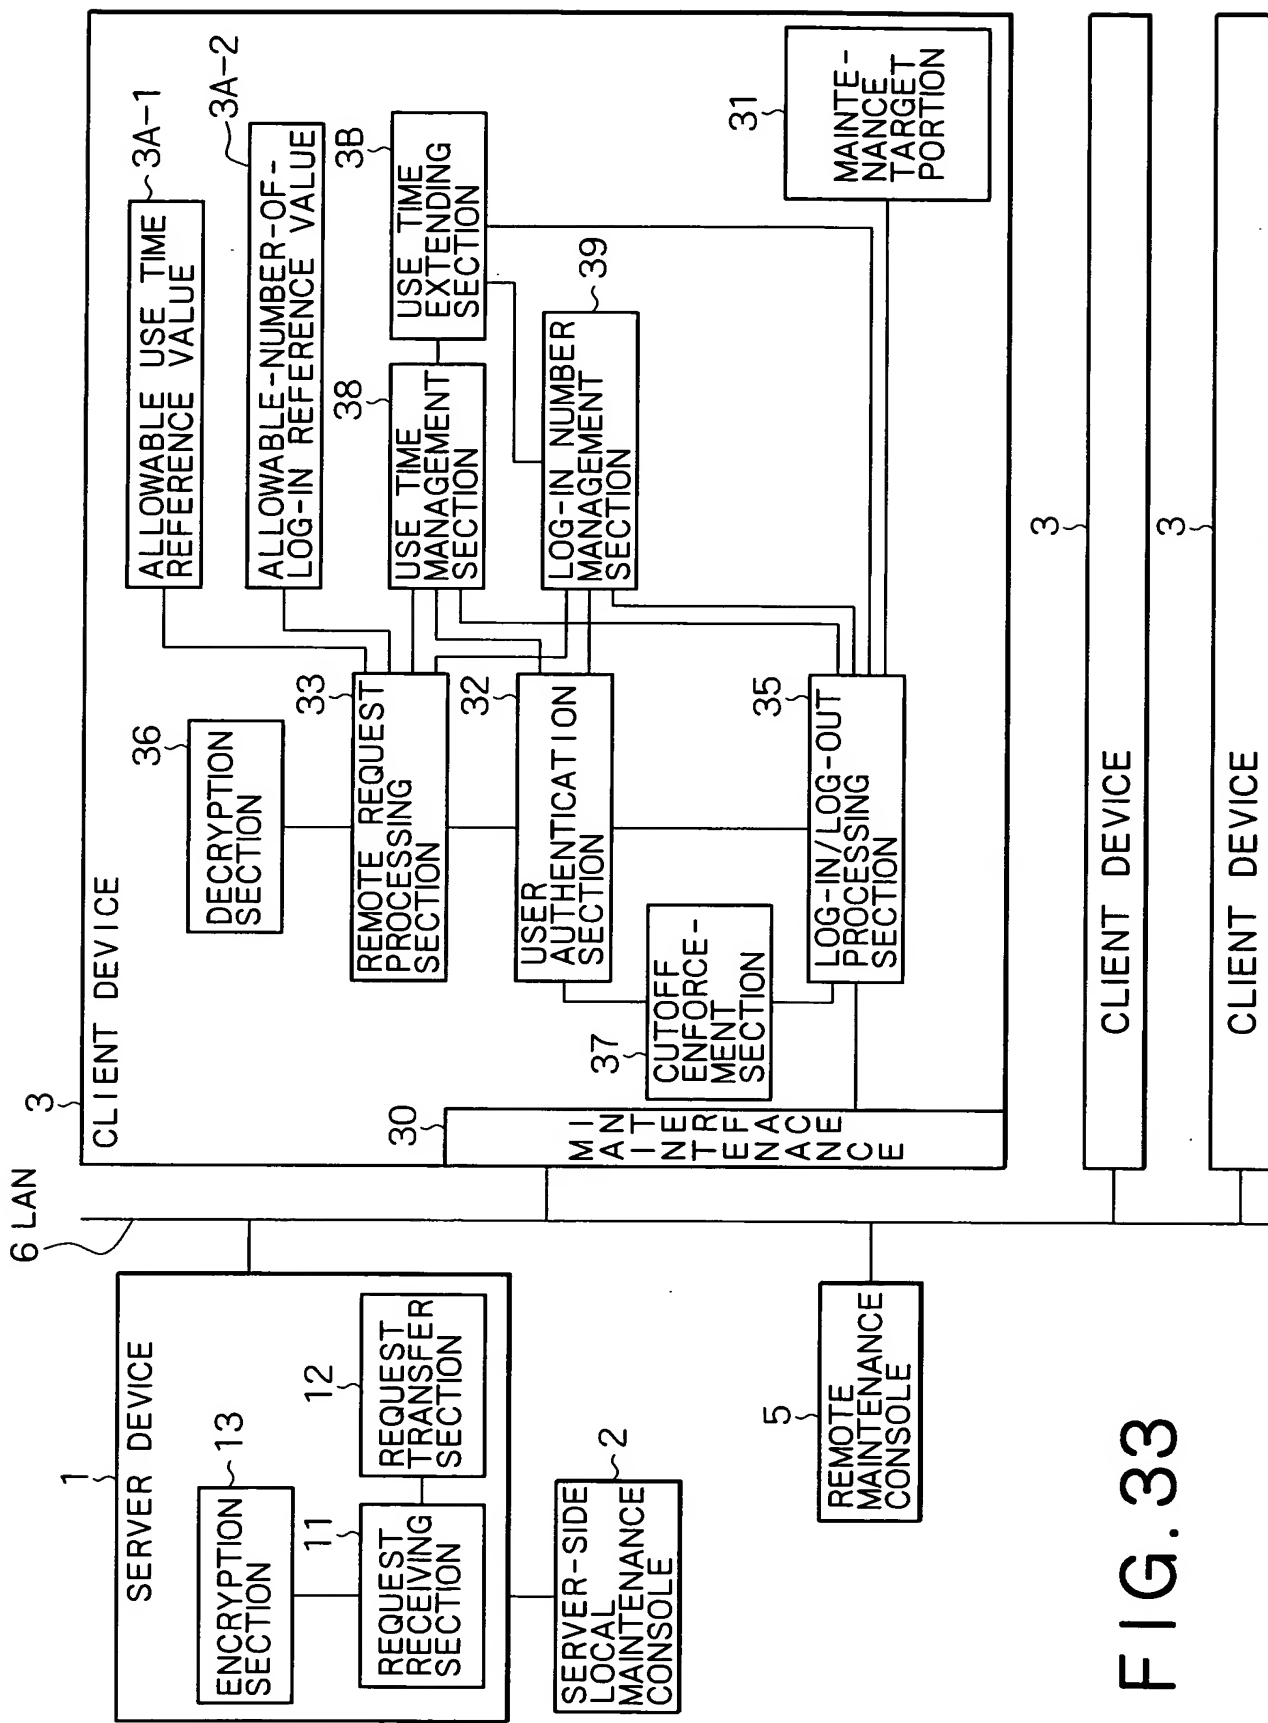 6 LAN
1
SERVER DEVICE
13
ENCRYPTION
SECTION
11
REQUEST
RECEIVING
SECTION
12
REQUEST
TRANSFER
SECTION
2
SERVER-SIDE
LOCAL
MAINTENANCE
CONSOLE
5
REMOTE
MAINTENANCE
CONSOLE
3
CLIENT DEVICE
30
MAINTENANCE
INTERFACE
36
DECRYPTION
SECTION
33
REMOTE REQUEST
PROCESSING
SECTION
32
USER
AUTHENTICATION
SECTION
37
CUTOFF
ENFORCE-
MENT
SECTION
35
LOG-IN/LOG-OUT
PROCESSING
SECTION
3A-1
ALLOWABLE USE TIME
REFERENCE VALUE
3A-2
ALLOWABLE-NUMBER-OF-
LOG-IN REFERENCE VALUE
38
USE TIME
MANAGEMENT
SECTION
3B
USE TIME
EXTENDING
SECTION
39
LOG-IN NUMBER
MANAGEMENT
SECTION
31
MAINTE-
NANCE
TARGET
PORTION
3
CLIENT DEVICE
3
CLIENT DEVICE
FIG. 33